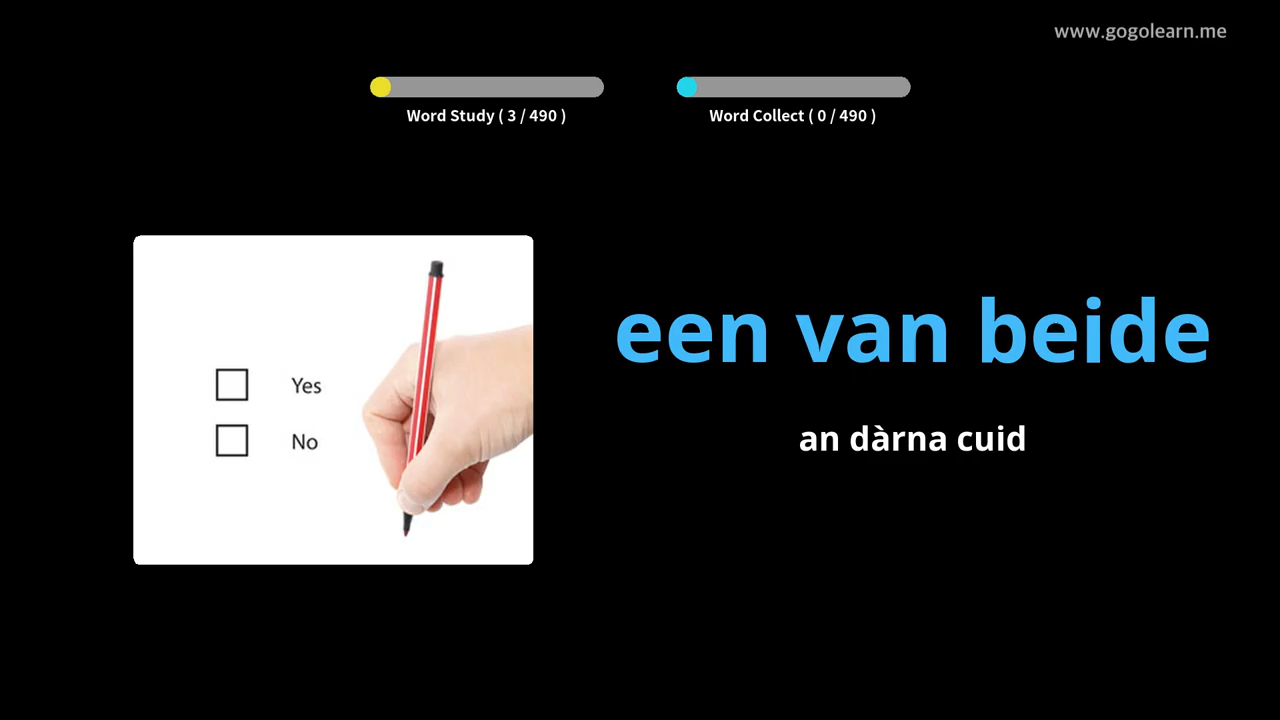 www.gogolearn.me
Word Study ( 3 / 490 )
Word Collect ( 0 / 490 )
Yes
No
een van beide
an dàrna cuid